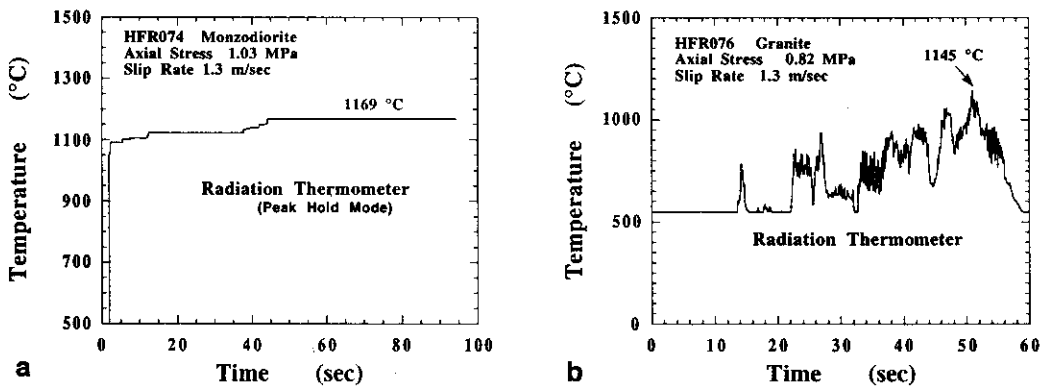 HFR074 Monzodiorite
Axial Stress 1.03 MPa
Slip Rate 1.3 m/sec
1169 °C
Radiation Thermometer
(Peak Hold Mode)
Temperature (°C)
1500
1300
1100
900
700
500
0 20 40 60 80 100
Time (sec)
a
HFR076 Granite
Axial Stress 0.82 MPa
Slip Rate 1.3 m/sec
1145 °C
Radiation Thermometer
Temperature (°C)
1500
1000
500
0
0 10 20 30 40 50 60
Time (sec)
b